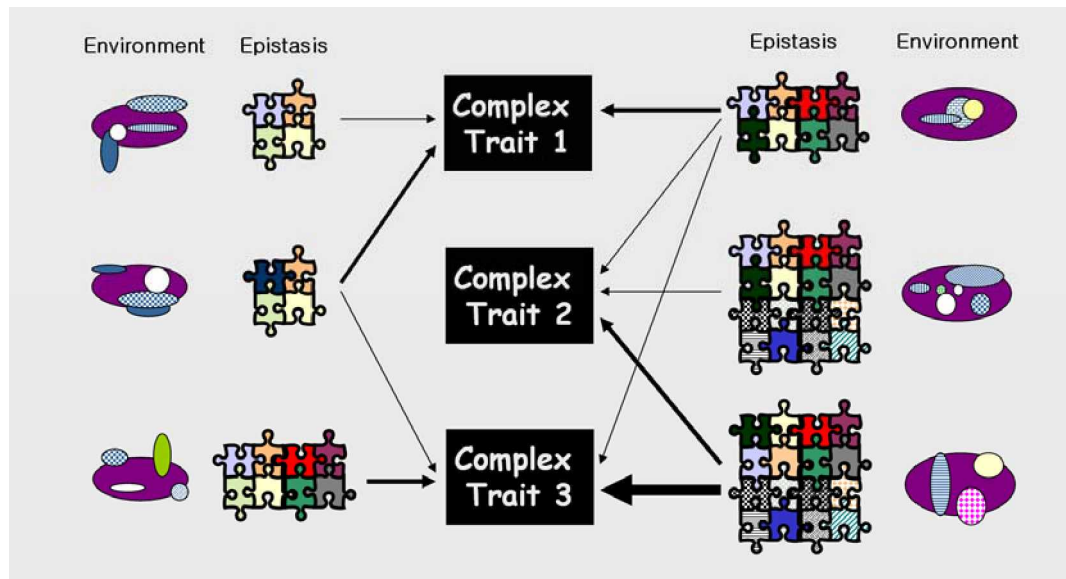 Environment
Epistasis
Epistasis
Environment
Complex
Trait 1
Complex
Trait 2
Complex
Trait 3